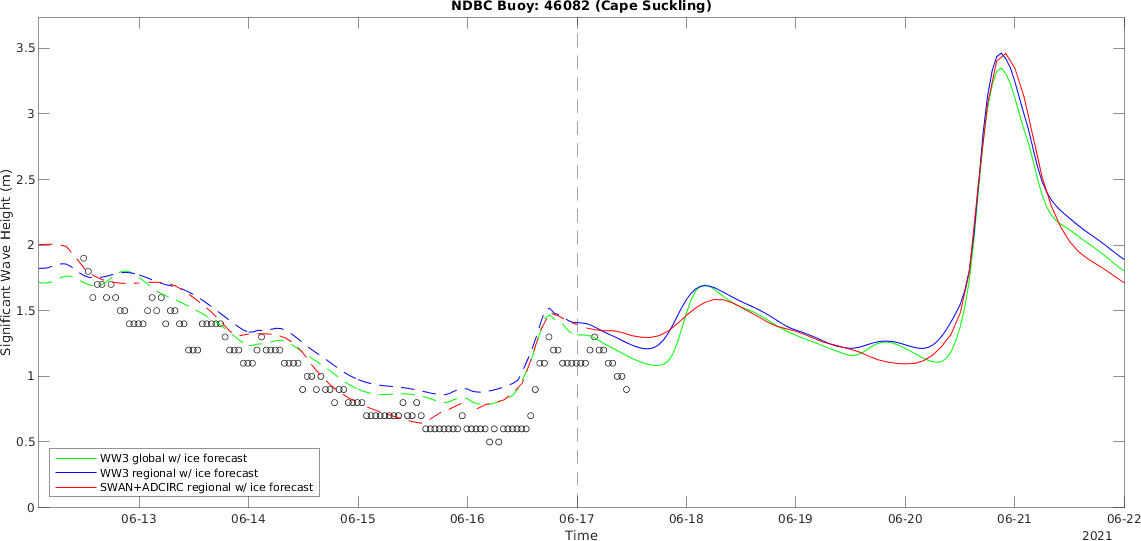 NDBC Buoy: 46082 (Cape Suckling)
Significant Wave Height (m)
3.5
3
2.5
2
1.5
1
0.5
0
WW3 global w/ ice forecast
WW3 regional w/ ice forecast
SWAN+ADCIRC regional w/ ice forecast
06-13 06-14 06-15 06-16 06-17 06-18 06-19 06-20 06-21 06-22
Time
2021